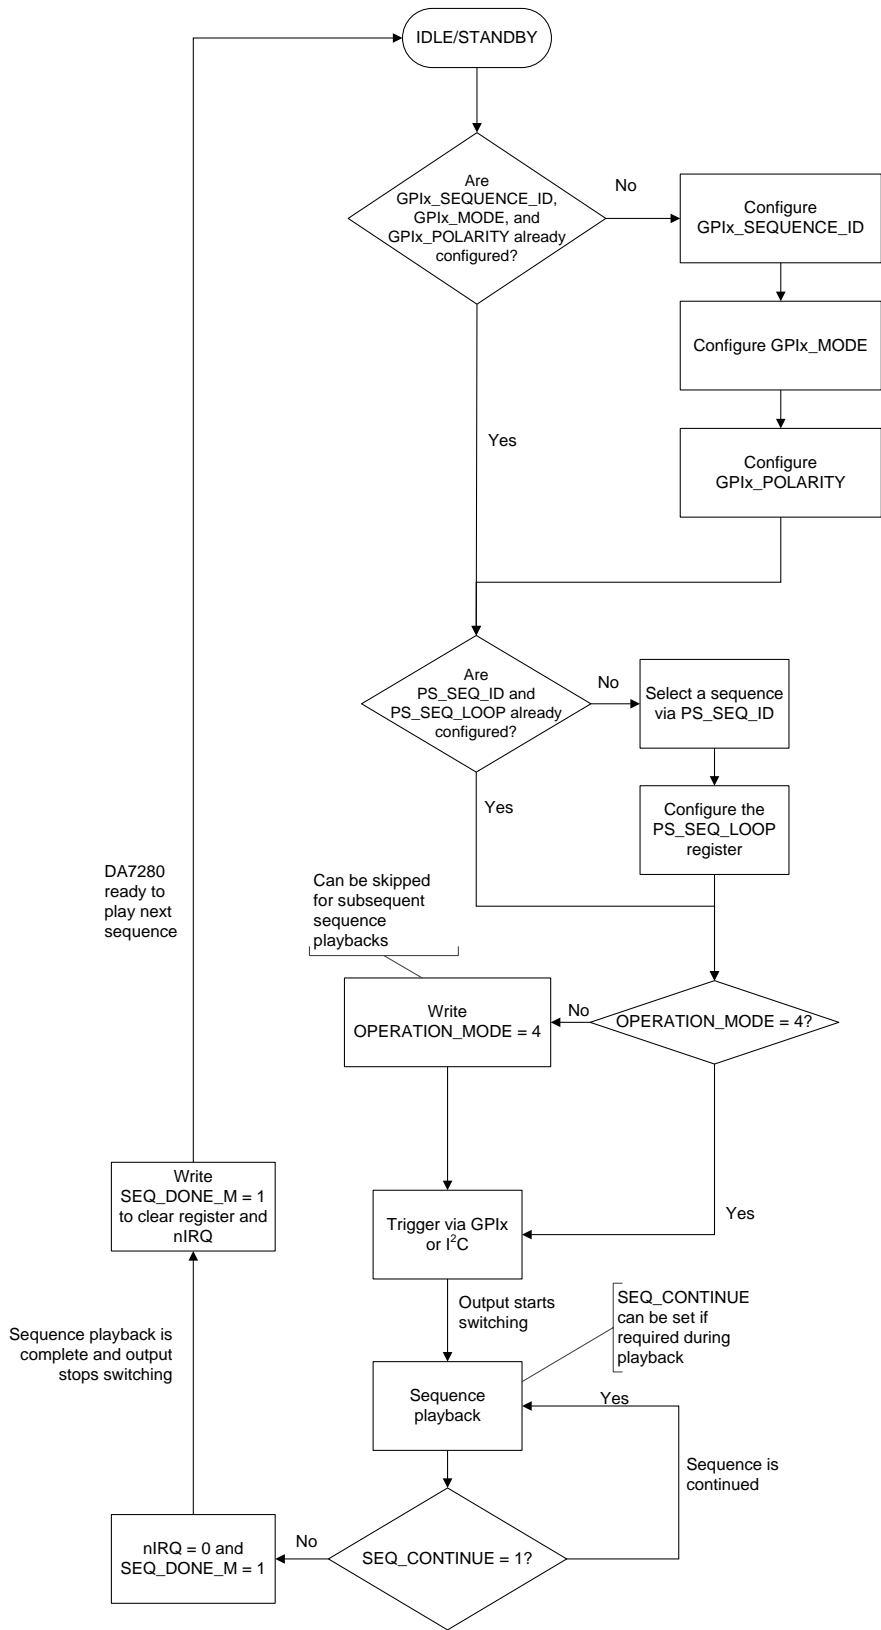 IDLE/STANDBY
Are
GPIx_SEQUENCE_ID,
GPIx_MODE, and
GPIx_POLARITY already
configured?
No
Configure
GPIx_SEQUENCE_ID
Configure GPIx_MODE
Yes
Configure
GPIx_POLARITY
Are
PS_SEQ_ID and
PS_SEQ_LOOP already
configured?
No
Select a sequence
via PS_SEQ_ID
Yes
Configure the
PS_SEQ_LOOP
register
DA7280
ready to
play next
sequence
Can be skipped
for subsequent
sequence
playbacks
Write
OPERATION_MODE = 4
No
OPERATION_MODE = 4?
Write
SEQ_DONE_M = 1
to clear register and
nIRQ
Trigger via GPIx
or I²C
Yes
Output starts
switching
SEQ_CONTINUE
can be set if
required during
playback
Sequence playback is
complete and output
stops switching
Sequence
playback
Yes
Sequence is
continued
nIRQ = 0 and
SEQ_DONE_M = 1
No
SEQ_CONTINUE = 1?